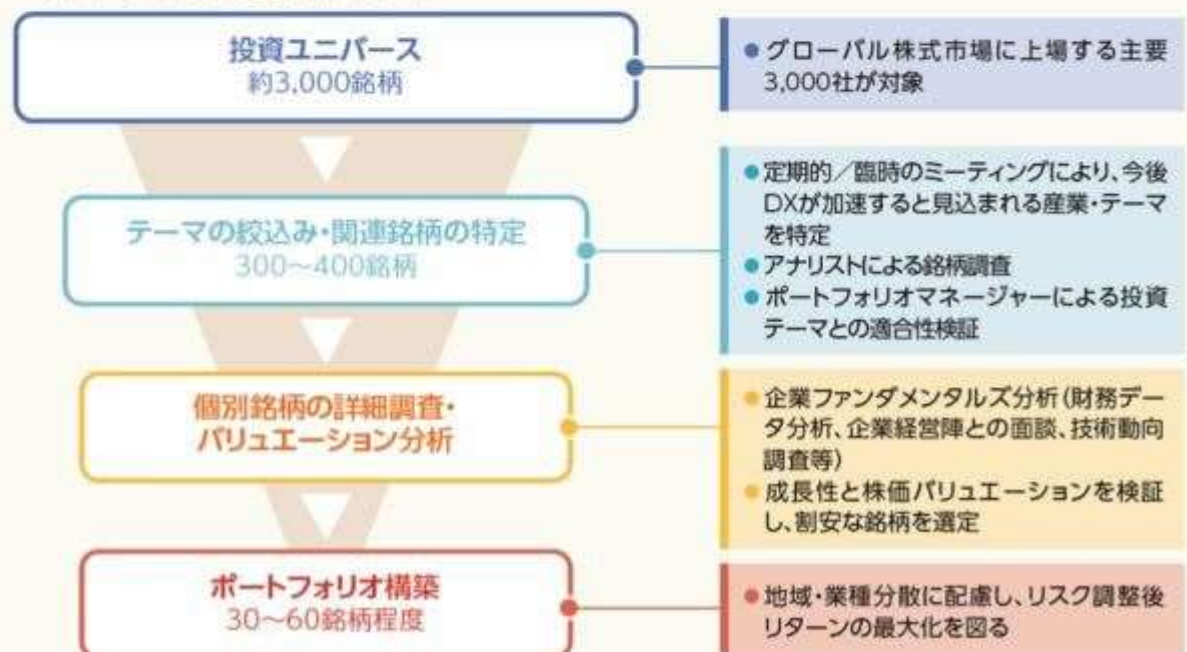 投資ユニバース
約3,000銘柄
●グローバル株式市場に上場する主要
3,000社が対象
テーマの絞込み・関連銘柄の特定
300～400銘柄
●定期的／臨時のミーティングにより、今後
DXが加速すると見込まれる産業・テーマ
を特定
●アナリストによる銘柄調査
●ポートフォリオマネージャーによる投資
テーマとの適合性検証
個別銘柄の詳細調査・
バリュエーション分析
●企業ファンダメンタルズ分析(財務デー
タ分析、企業経営陣との面談、技術動向
調査等)
●成長性と株価バリュエーションを検証
し、割安な銘柄を選定
ポートフォリオ構築
30～60銘柄程度
●地域・業種分散に配慮し、リスク調整後
リターンの最大化を図る